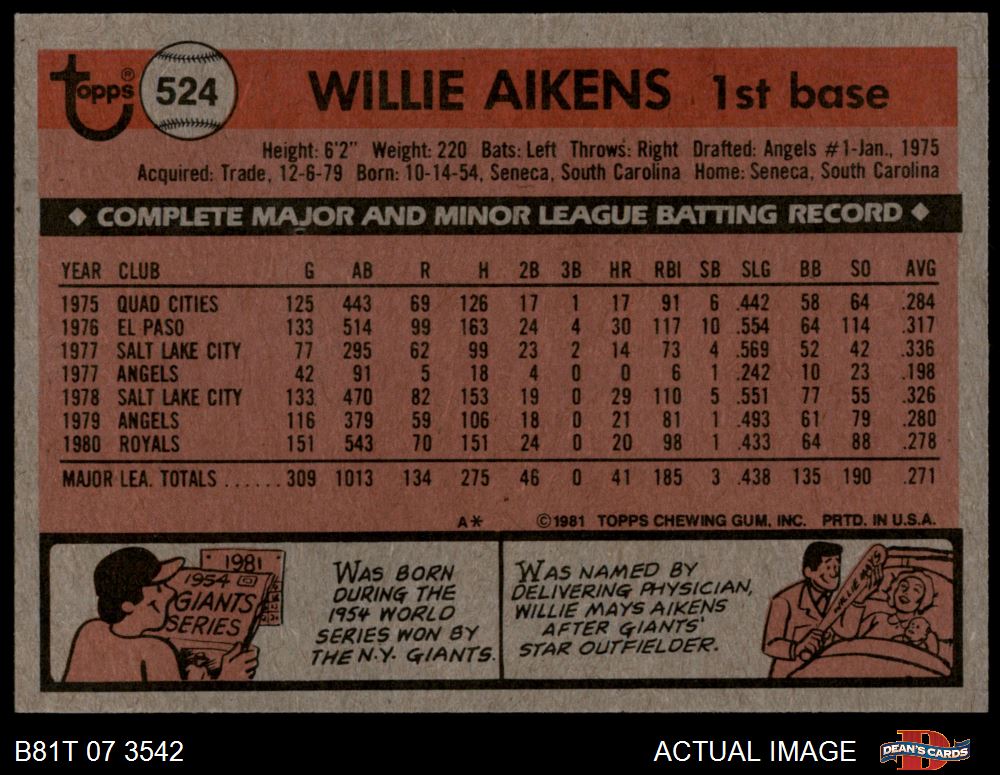 topps® 524 WILLIE AIKENS 1st base
Height: 6'2" Weight: 220 Bats: Left Throws: Right Drafted: Angels #1-Jan., 1975
Acquired: Trade, 12-6-79 Born: 10-14-54, Seneca, South Carolina Home: Seneca, South Carolina
◆ COMPLETE MAJOR AND MINOR LEAGUE BATTING RECORD ◆
YEAR CLUB G AB R H 2B 3B HR RBI SB SLG BB SO AVG
1975 QUAD CITIES 125 443 69 126 17 1 17 91 6 .442 58 64 .284
1976 EL PASO 133 514 99 163 24 4 30 117 10 .554 64 114 .317
1977 SALT LAKE CITY 77 295 62 99 23 2 14 73 4 .569 52 42 .336
1977 ANGELS 42 91 5 18 4 0 0 6 1 .242 10 23 .198
1978 SALT LAKE CITY 133 470 82 153 19 0 29 110 5 .551 77 55 .326
1979 ANGELS 116 379 59 106 18 0 21 81 1 .493 61 79 .280
1980 ROYALS 151 543 70 151 24 0 20 98 1 .433 64 88 .278
MAJOR LEA. TOTALS ...... 309 1013 134 275 46 0 41 185 3 .438 135 190 .271
A* ©1981 TOPPS CHEWING GUM, INC. PRTD. IN U.S.A.
1981
1954
GIANTS
SERIES
WAS BORN
DURING THE
1954 WORLD
SERIES WON BY
THE N.Y. GIANTS.
WAS NAMED BY
DELIVERING PHYSICIAN,
WILLIE MAYS AIKENS
AFTER GIANTS'
STAR OUTFIELDER.
WILLIE MAYS
B81T 07 3542 ACTUAL IMAGE DEAN'S CARDS